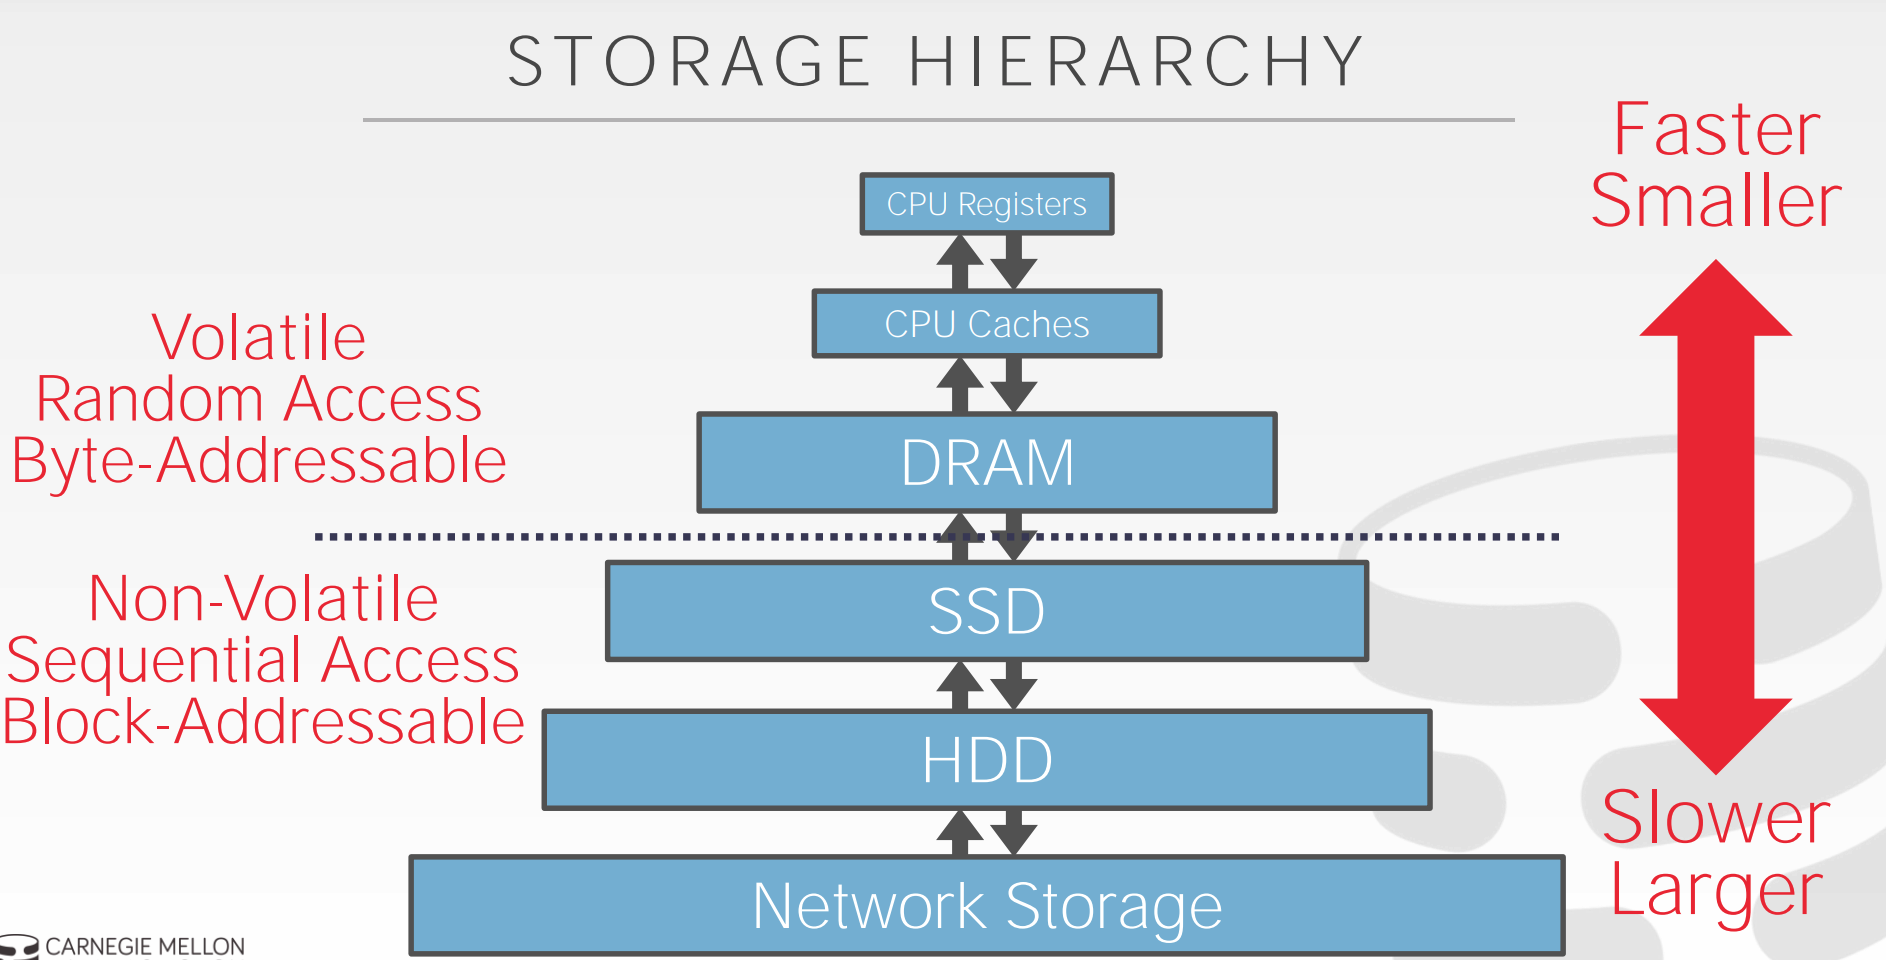 STORAGE HIERARCHY
Faster
Smaller
CPU Registers
CPU Caches
Volatile
Random Access
Byte-Addressable
DRAM
Non-Volatile
Sequential Access
Block-Addressable
SSD
HDD
Slower
Larger
Network Storage
CARNEGIE MELLON